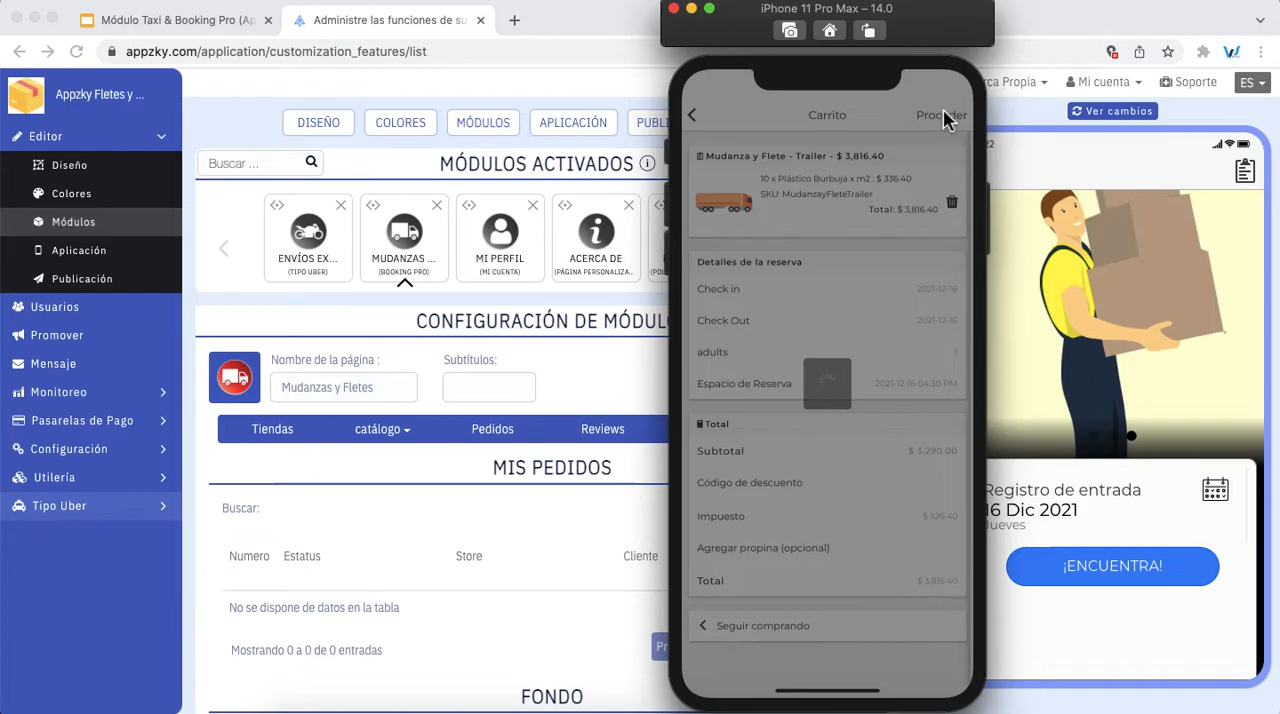 Módulo Taxi & Booking Pro (Ap
Administre las funciones de su
iPhone 11 Pro Max – 14.0
appzky.com/application/customization_features/list
Appzky Fletes y ...
Editor
Diseño
Colores
Módulos
Aplicación
Publicación
Usuarios
Promover
Mensaje
Monitoreo
Pasarelas de Pago
Configuración
Utilería
Tipo Uber
DISEÑO
COLORES
MÓDULOS
APLICACIÓN
PUBLI
rca Propia
Mi cuenta
Soporte
ES
Ver cambios
Buscar ...
MÓDULOS ACTIVADOS
ENVÍOS EX...
(TIPO UBER)
MUDANZAS ...
(BOOKING PRO)
MI PERFIL
(MI CUENTA)
ACERCA DE
(PÁGINA PERSONALIZA...
(POL
CONFIGURACIÓN DE MÓDUL
Nombre de la página :
Mudanzas y Fletes
Subtítulos:
Tiendas
catálogo
Pedidos
Reviews
MIS PEDIDOS
Buscar:
Numero
Estatus
Store
Cliente
No se dispone de datos en la tabla
Mostrando 0 a 0 de 0 entradas
Pr
FONDO
Carrito
Proceder
Mudanza y Flete - Trailer - $ 3,816.40
10 x Plástico Burbuja x m2 : $ 336.40
SKU: MudanzayFleteTrailer
Total: $ 3,816.40
Detalles de la reserva
Check in
2021-12-16
Check Out
2021-12-16
adults
1
Espacio de Reserva
2021-12-16 04:30 PM
Total
Subtotal
$ 3,290.00
Código de descuento
Impuesto
$ 526.40
Agregar propina (opcional)
Total
$ 3,816.40
Seguir comprando
22
Registro de entrada
16 Dic 2021
Jueves
¡ENCUENTRA!